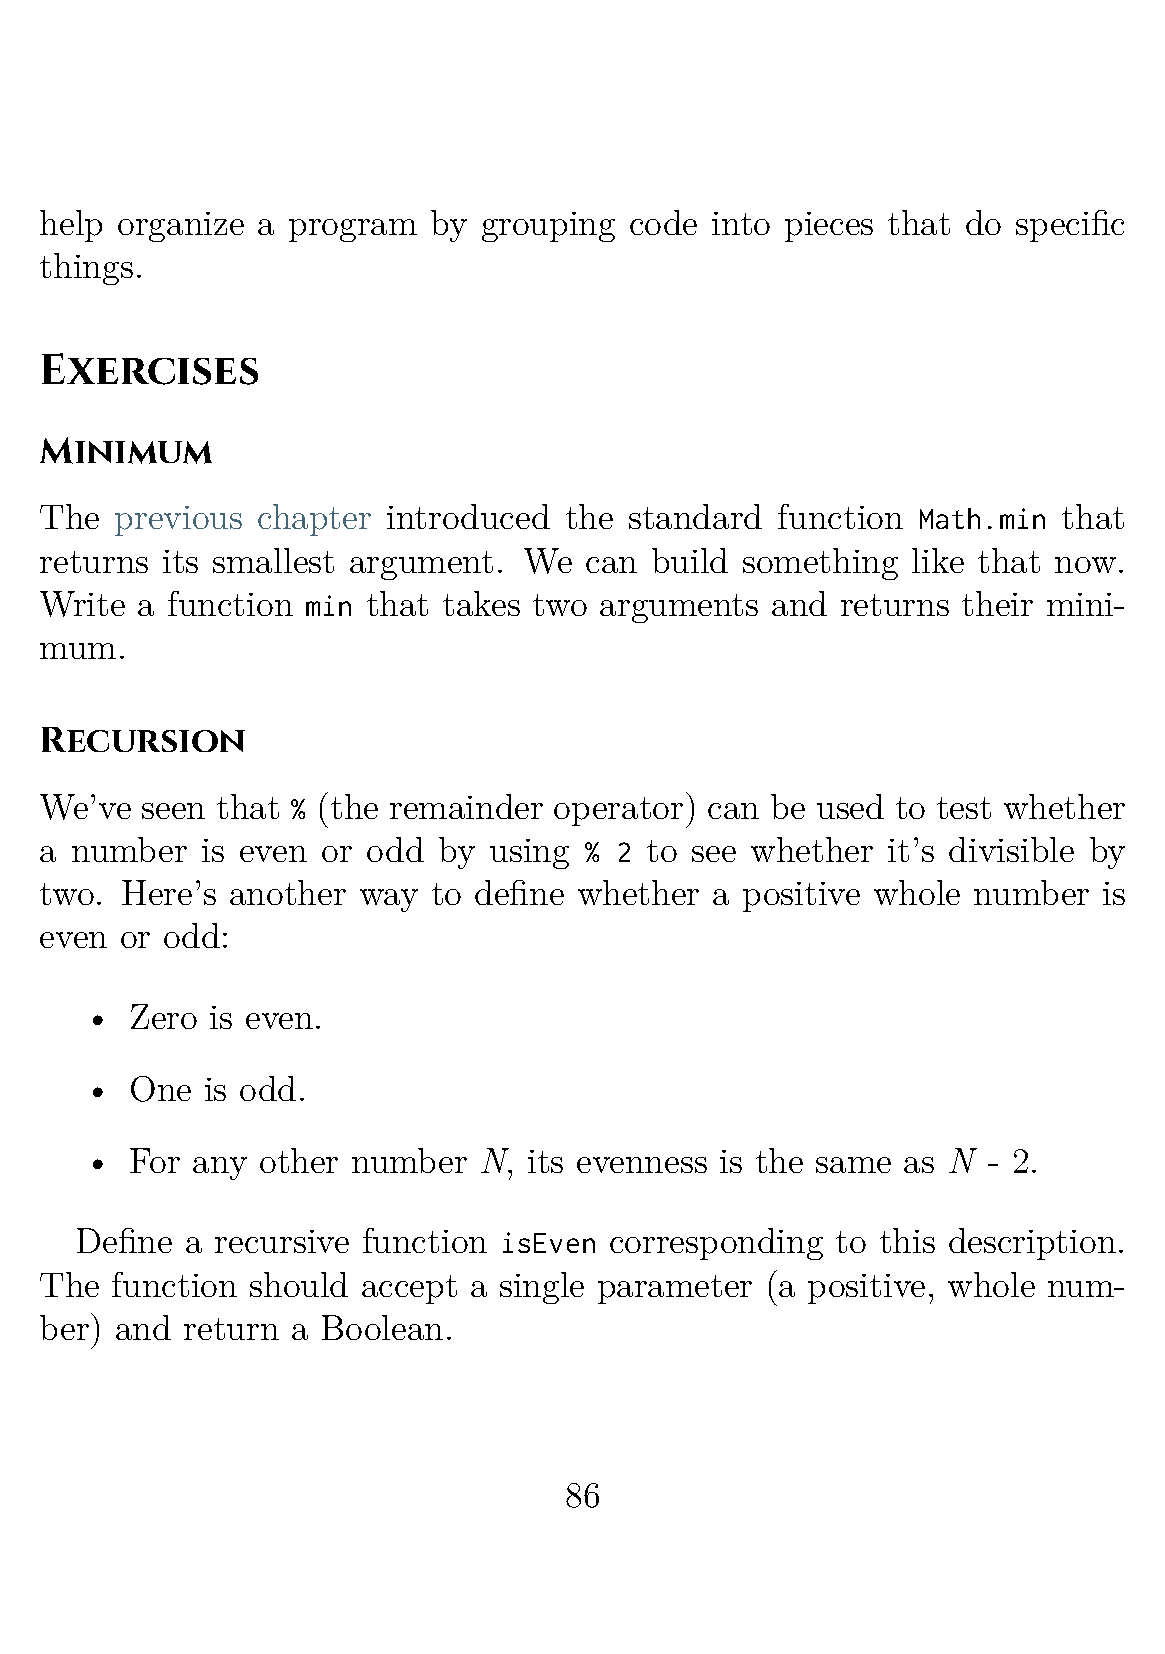 help organize a program by grouping code into pieces that do specific
things.
Exercises
Minimum
The previous chapter introduced the standard function Math.min that
returns its smallest argument. We can build something like that now.
Write a function min that takes two arguments and returns their mini-
mum.
Recursion
We've seen that % (the remainder operator) can be used to test whether
a number is even or odd by using % 2 to see whether it's divisible by
two. Here's another way to define whether a positive whole number is
even or odd:
• Zero is even.
• One is odd.
• For any other number N, its evenness is the same as N - 2.
Define a recursive function isEven corresponding to this description.
The function should accept a single parameter (a positive, whole num-
ber) and return a Boolean.
86